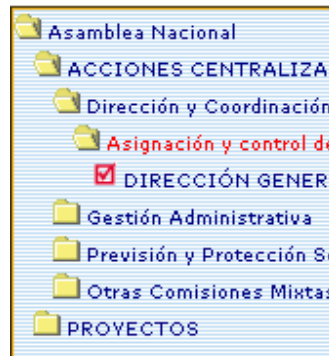 Asamblea Nacional
ACCIONES CENTRALIZA
Dirección y Coordinación
Asignación y control de
DIRECCIÓN GENER
Gestión Administrativa
Previsión y Protección S
Otras Comisiones Mixtas
PROYECTOS